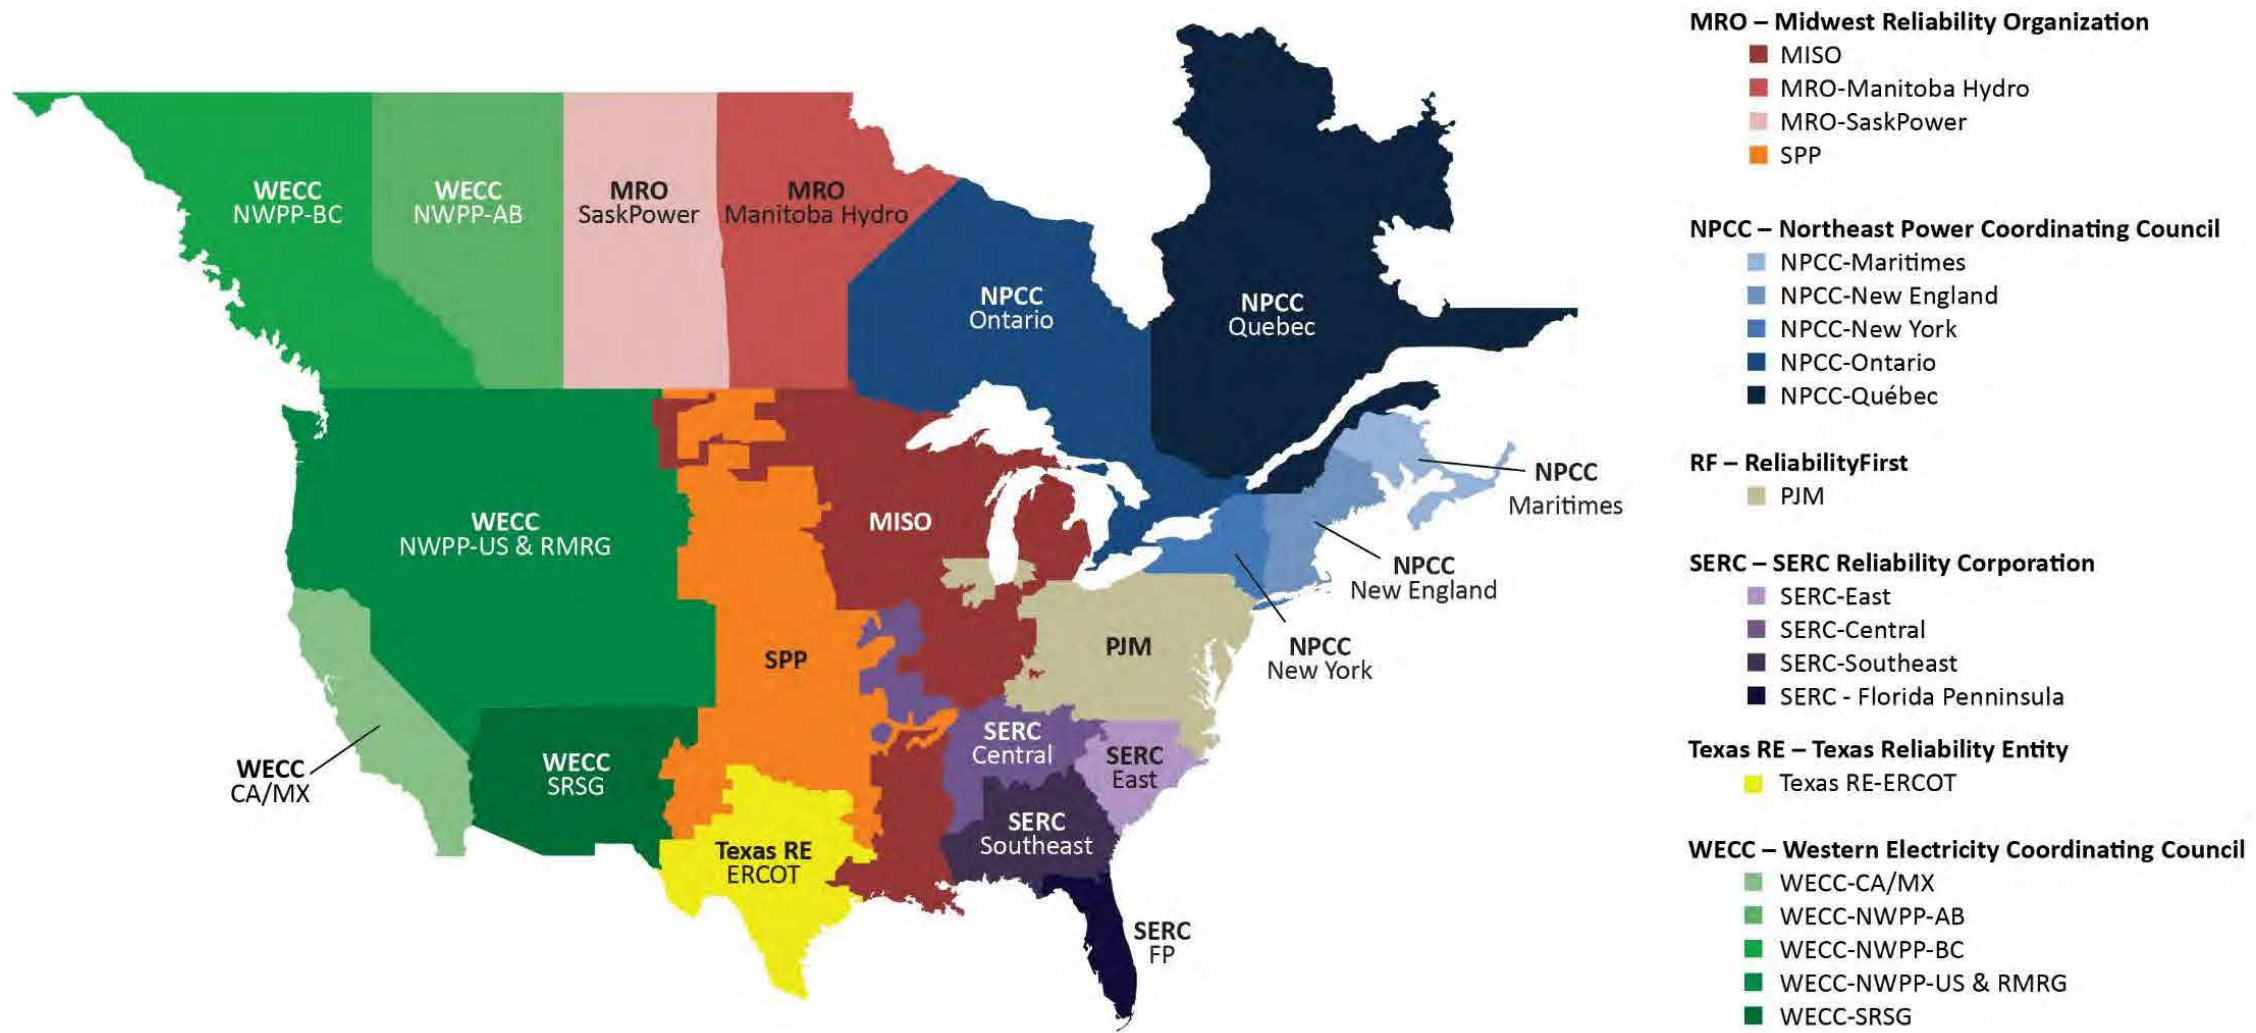 WECC
NWPP-BC
WECC
NWPP-AB
MRO
SaskPower
MRO
Manitoba Hydro
NPCC
Ontario
NPCC
Quebec
NPCC
Maritimes
NPCC
New England
NPCC
New York
WECC
NWPP-US & RMRG
MISO
SPP
PJM
WECC
CA/MX
WECC
SRSG
SERC
Central
SERC
East
SERC
Southeast
Texas RE
ERCOT
SERC
FP
MRO – Midwest Reliability Organization
MISO
MRO-Manitoba Hydro
MRO-SaskPower
SPP
NPCC – Northeast Power Coordinating Council
NPCC-Maritimes
NPCC-New England
NPCC-New York
NPCC-Ontario
NPCC-Québec
RF – ReliabilityFirst
PJM
SERC – SERC Reliability Corporation
SERC-East
SERC-Central
SERC-Southeast
SERC - Florida Penninsula
Texas RE – Texas Reliability Entity
Texas RE-ERCOT
WECC – Western Electricity Coordinating Council
WECC-CA/MX
WECC-NWPP-AB
WECC-NWPP-BC
WECC-NWPP-US & RMRG
WECC-SRSG